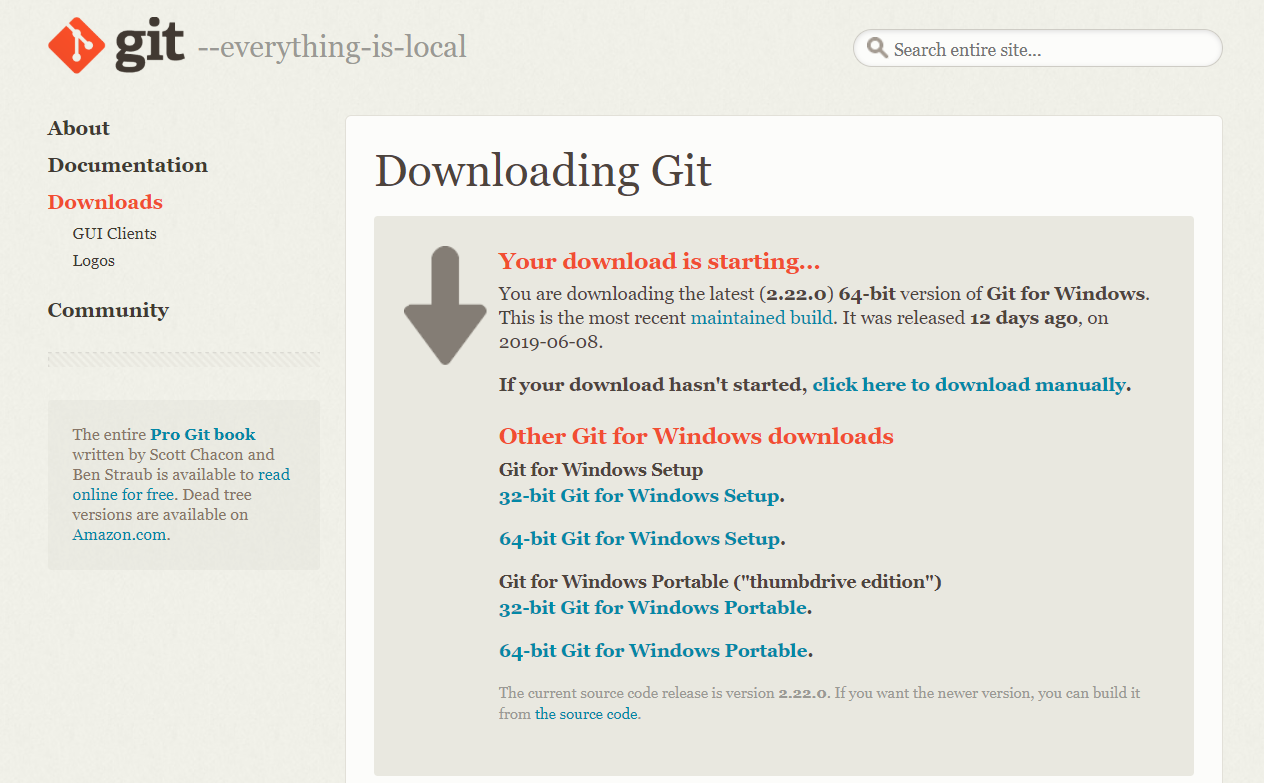 git --everything-is-local
Search entire site...
About
Documentation
Downloads
GUI Clients
Logos
Community
The entire Pro Git book
written by Scott Chacon and
Ben Straub is available to read
online for free. Dead tree
versions are available on
Amazon.com.
Downloading Git
Your download is starting...
You are downloading the latest (2.22.0) 64-bit version of Git for Windows.
This is the most recent maintained build. It was released 12 days ago, on
2019-06-08.
If your download hasn't started, click here to download manually.
Other Git for Windows downloads
Git for Windows Setup
32-bit Git for Windows Setup.
64-bit Git for Windows Setup.
Git for Windows Portable ("thumbdrive edition")
32-bit Git for Windows Portable.
64-bit Git for Windows Portable.
The current source code release is version 2.22.0. If you want the newer version, you can build it
from the source code.